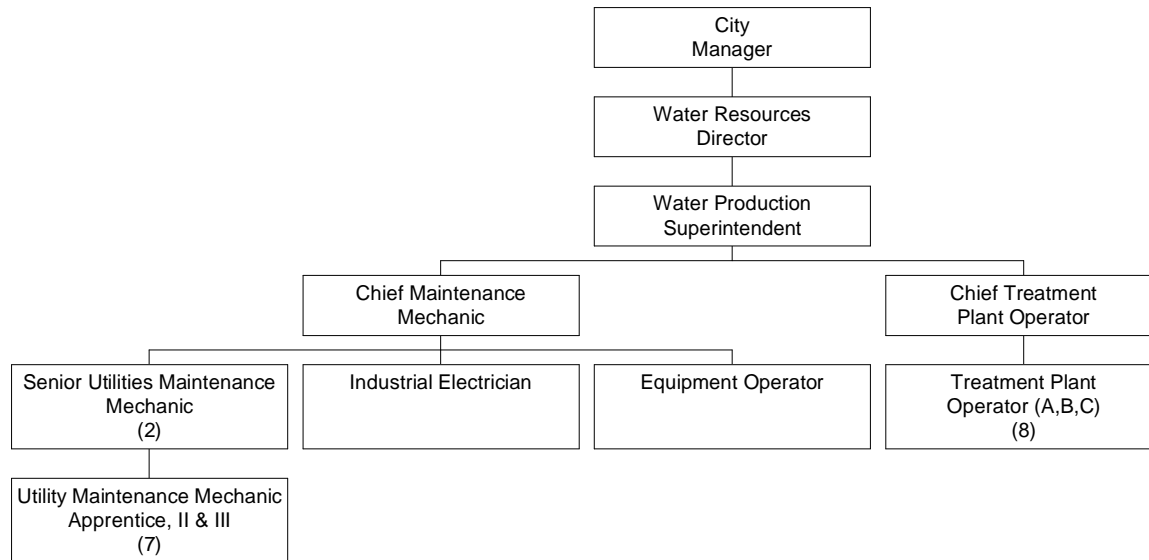 City
Manager
Water Resources
Director
Water Production
Superintendent
Chief Maintenance
Mechanic
Chief Treatment
Plant Operator
Senior Utilities Maintenance
Mechanic
(2)
Industrial Electrician
Equipment Operator
Treatment Plant
Operator (A,B,C)
(8)
Utility Maintenance Mechanic
Apprentice, II & III
(7)